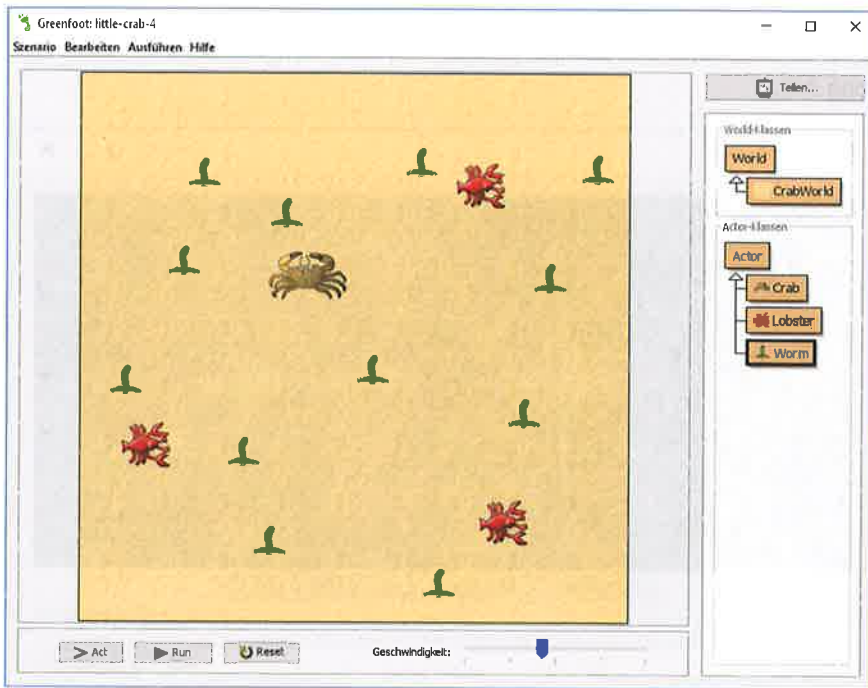 Greenfoot: little-crab-4
Szenario Bearbeiten Ausführen Hilfe
Teilen...
World-Klassen
World
CrabWorld
Actor-Klassen
Actor
Crab
Lobster
Worm
Act
Run
Reset
Geschwindigkeit: